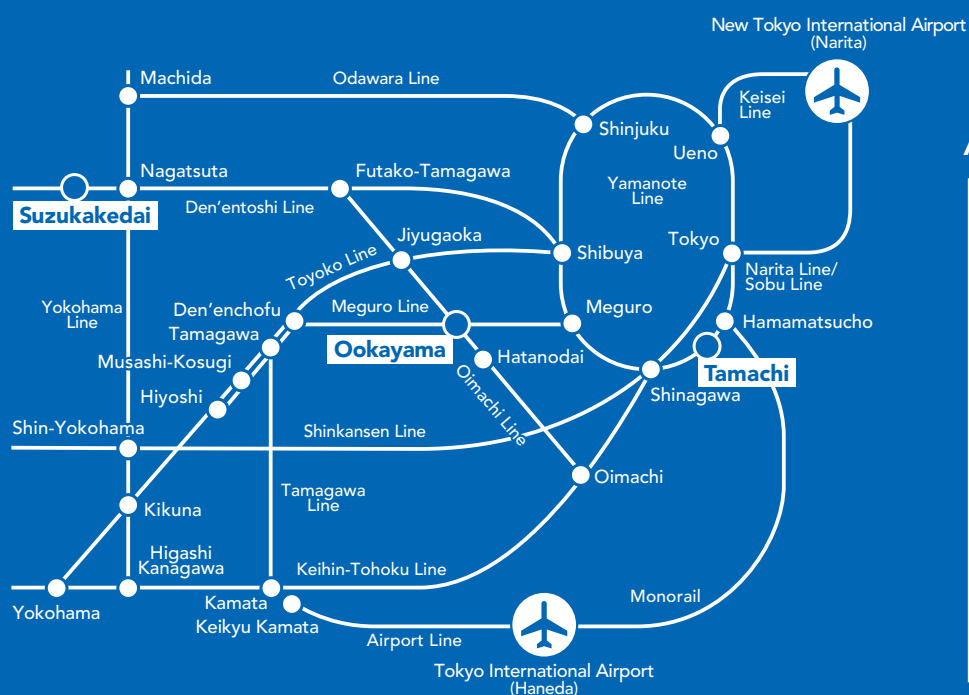 New Tokyo International Airport
(Narita)
Machida
Odawara Line
Keisei
Line
Shinjuku
Ueno
A
Nagatsuta
Futako-Tamagawa
Yamanote
Line
Suzukakedai
Den'entoshi Line
Jiyugaoka
Tokyo
Toyoko Line
Shibuya
Narita Line/
Sobu Line
Yokohama
Line
Den'enchofu
Meguro Line
Meguro
Hamamatsucho
Tamagawa
Ookayama
Musashi-Kosugi
Hatanodai
Tamachi
Hiyoshi
Oimachi Line
Shinagawa
Shin-Yokohama
Shinkansen Line
Oimachi
Tamagawa
Line
Kikuna
Higashi
Kanagawa
Keihin-Tohoku Line
Yokohama
Kamata
Keikyu Kamata
Monorail
Airport Line
Tokyo International Airport
(Haneda)